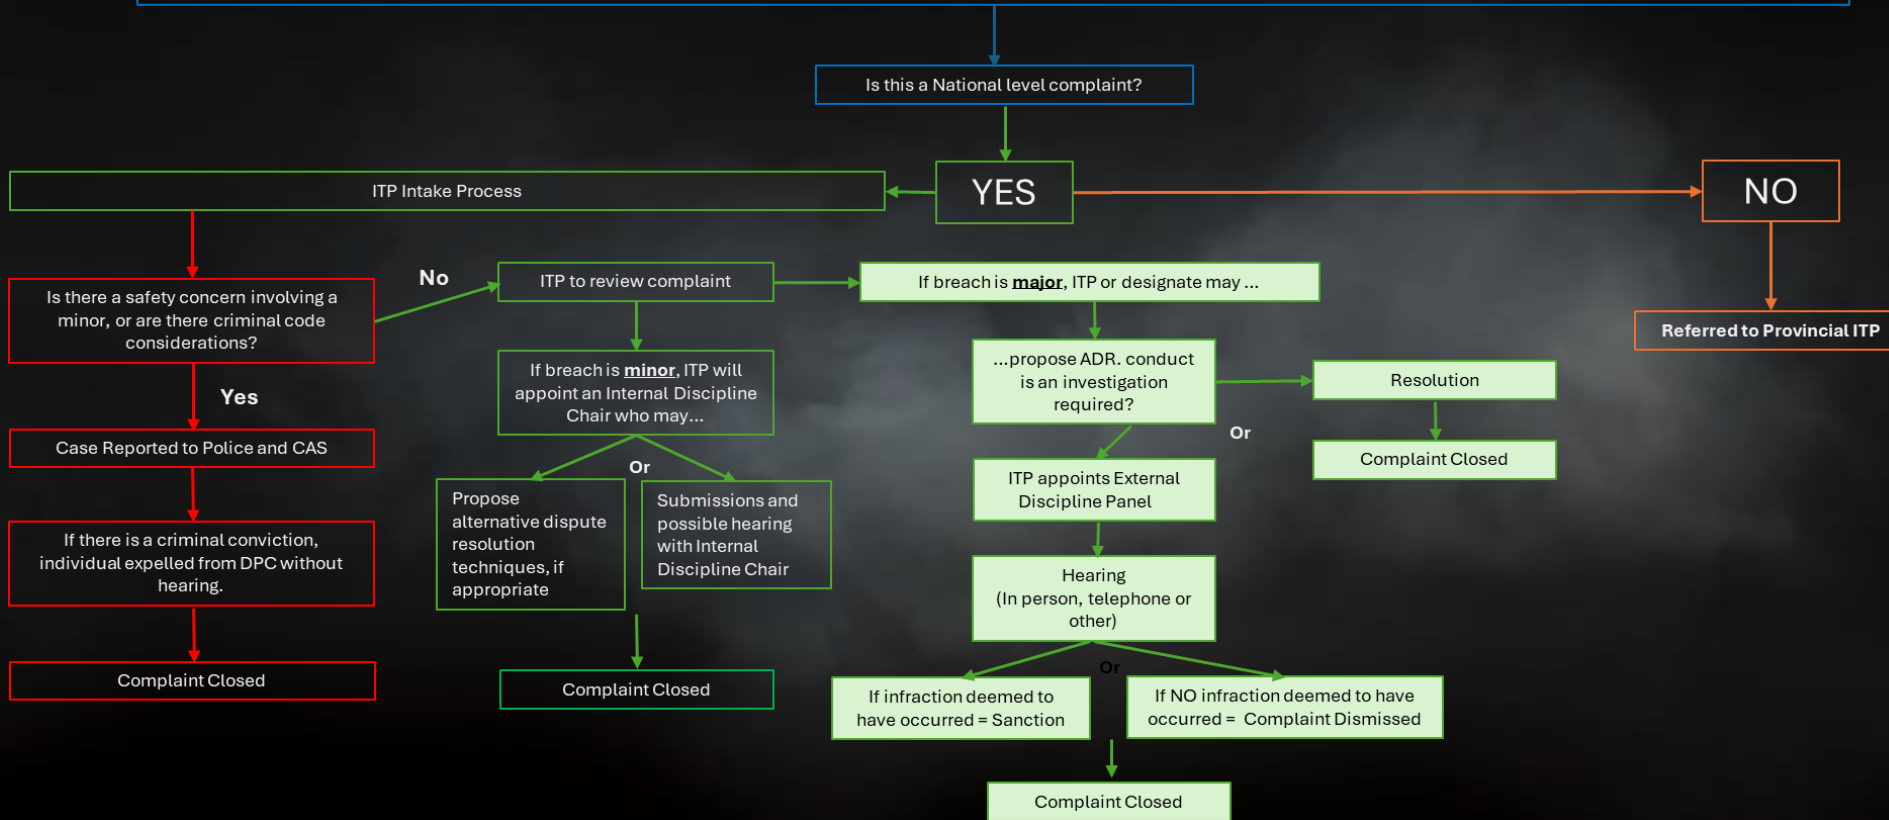 Is this a National level complaint?
ITP Intake Process
YES
NO
No
ITP to review complaint
If breach is major, ITP or designate may ...
Is there a safety concern involving a
minor, or are there criminal code
considerations?
Referred to Provincial ITP
If breach is minor, ITP will
appoint an Internal Discipline
Chair who may...
...propose ADR. conduct
is an investigation
required?
Resolution
Yes
Or
Case Reported to Police and CAS
Complaint Closed
Or
Propose
alternative dispute
resolution
techniques, if
appropriate
Submissions and
possible hearing
with Internal
Discipline Chair
ITP appoints External
Discipline Panel
If there is a criminal conviction,
individual expelled from DPC without
hearing.
Hearing
(In person, telephone or
other)
Complaint Closed
Complaint Closed
Or
If infraction deemed to
have occurred = Sanction
If NO infraction deemed to have
occurred =  Complaint Dismissed
Complaint Closed